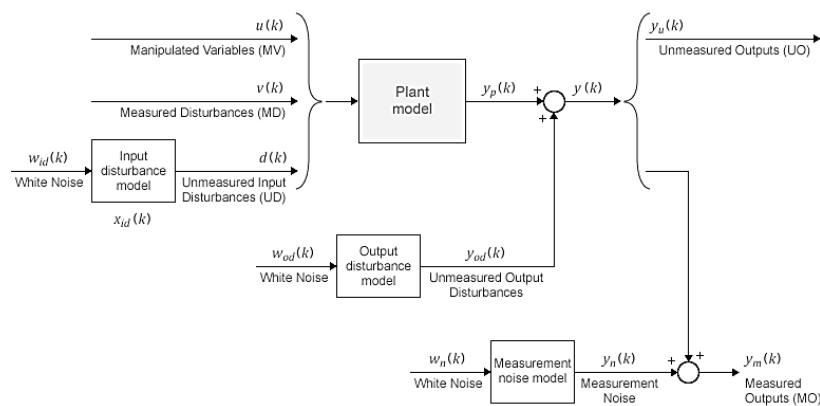 u(k)
Manipulated Variables (MV)
v(k)
Measured Disturbances (MD)
w_id(k)
White Noise
Input
disturbance
model
x_id(k)
d(k)
Unmeasured Input
Disturbances (UD)
Plant
model
y_p(k)
+
+
y(k)
y_u(k)
Unmeasured Outputs (UO)
w_od(k)
White Noise
Output
disturbance
model
y_od(k)
Unmeasured Output
Disturbances
w_n(k)
White Noise
Measurement
noise model
y_n(k)
Measurement
Noise
+
+
y_m(k)
Measured
Outputs (MO)